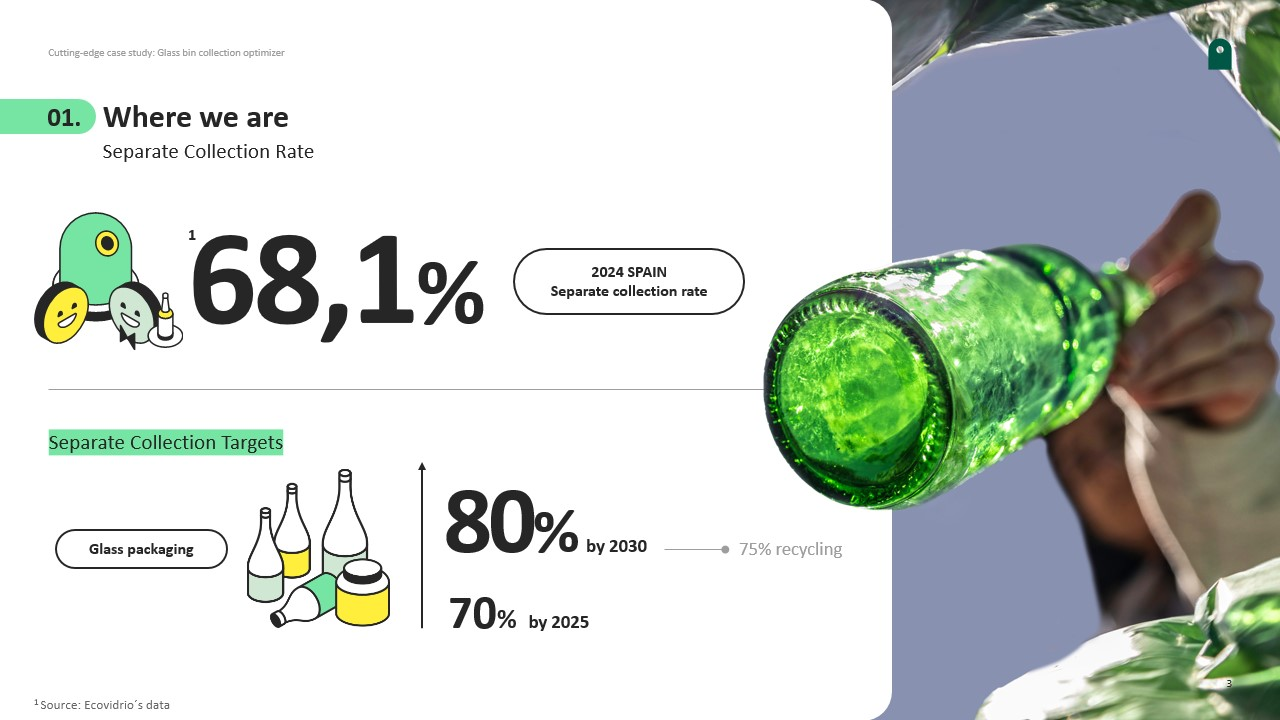 Cutting-edge case study: Glass bin collection optimizer
01. Where we are
Separate Collection Rate
1 68,1%
2024 SPAIN
Separate collection rate
Separate Collection Targets
Glass packaging
80% by 2030
75% recycling
70% by 2025
3
1 Source: Ecovidrio´s data